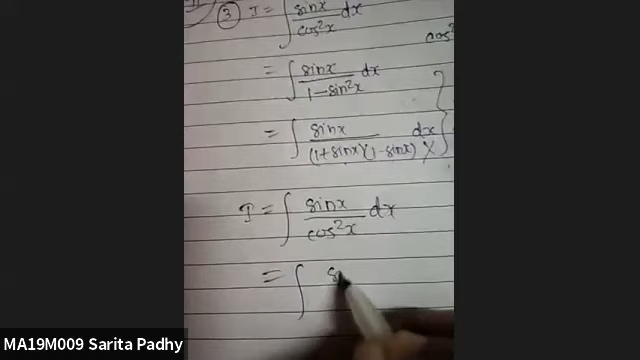 ③ I = ∫ sinx/cos²x dx
= ∫ sinx/1-sin²x dx
= ∫ sinx/(1+sinx)(1-sinx) dx
I = ∫ sinx/cos²x dx
= ∫ s
cos²
MA19M009 Sarita Padhy